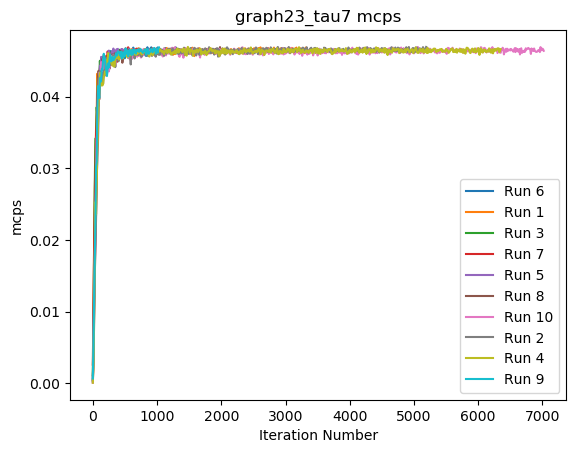 graph23_tau7 mcps
mcps
0.04
0.03
0.02
0.01
0.00
0
1000
2000
3000
4000
5000
6000
7000
Iteration Number
Run 6
Run 1
Run 3
Run 7
Run 5
Run 8
Run 10
Run 2
Run 4
Run 9